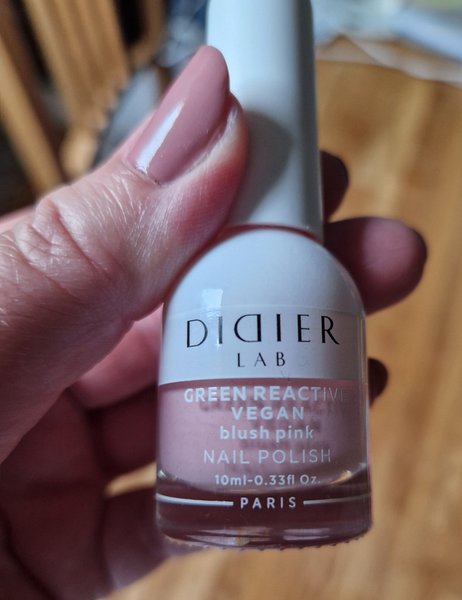 DIDIER
LAB
GREEN REACTIVE
VEGAN
blush pink
NAIL POLISH
10ml-0.33fl Oz.
PARIS